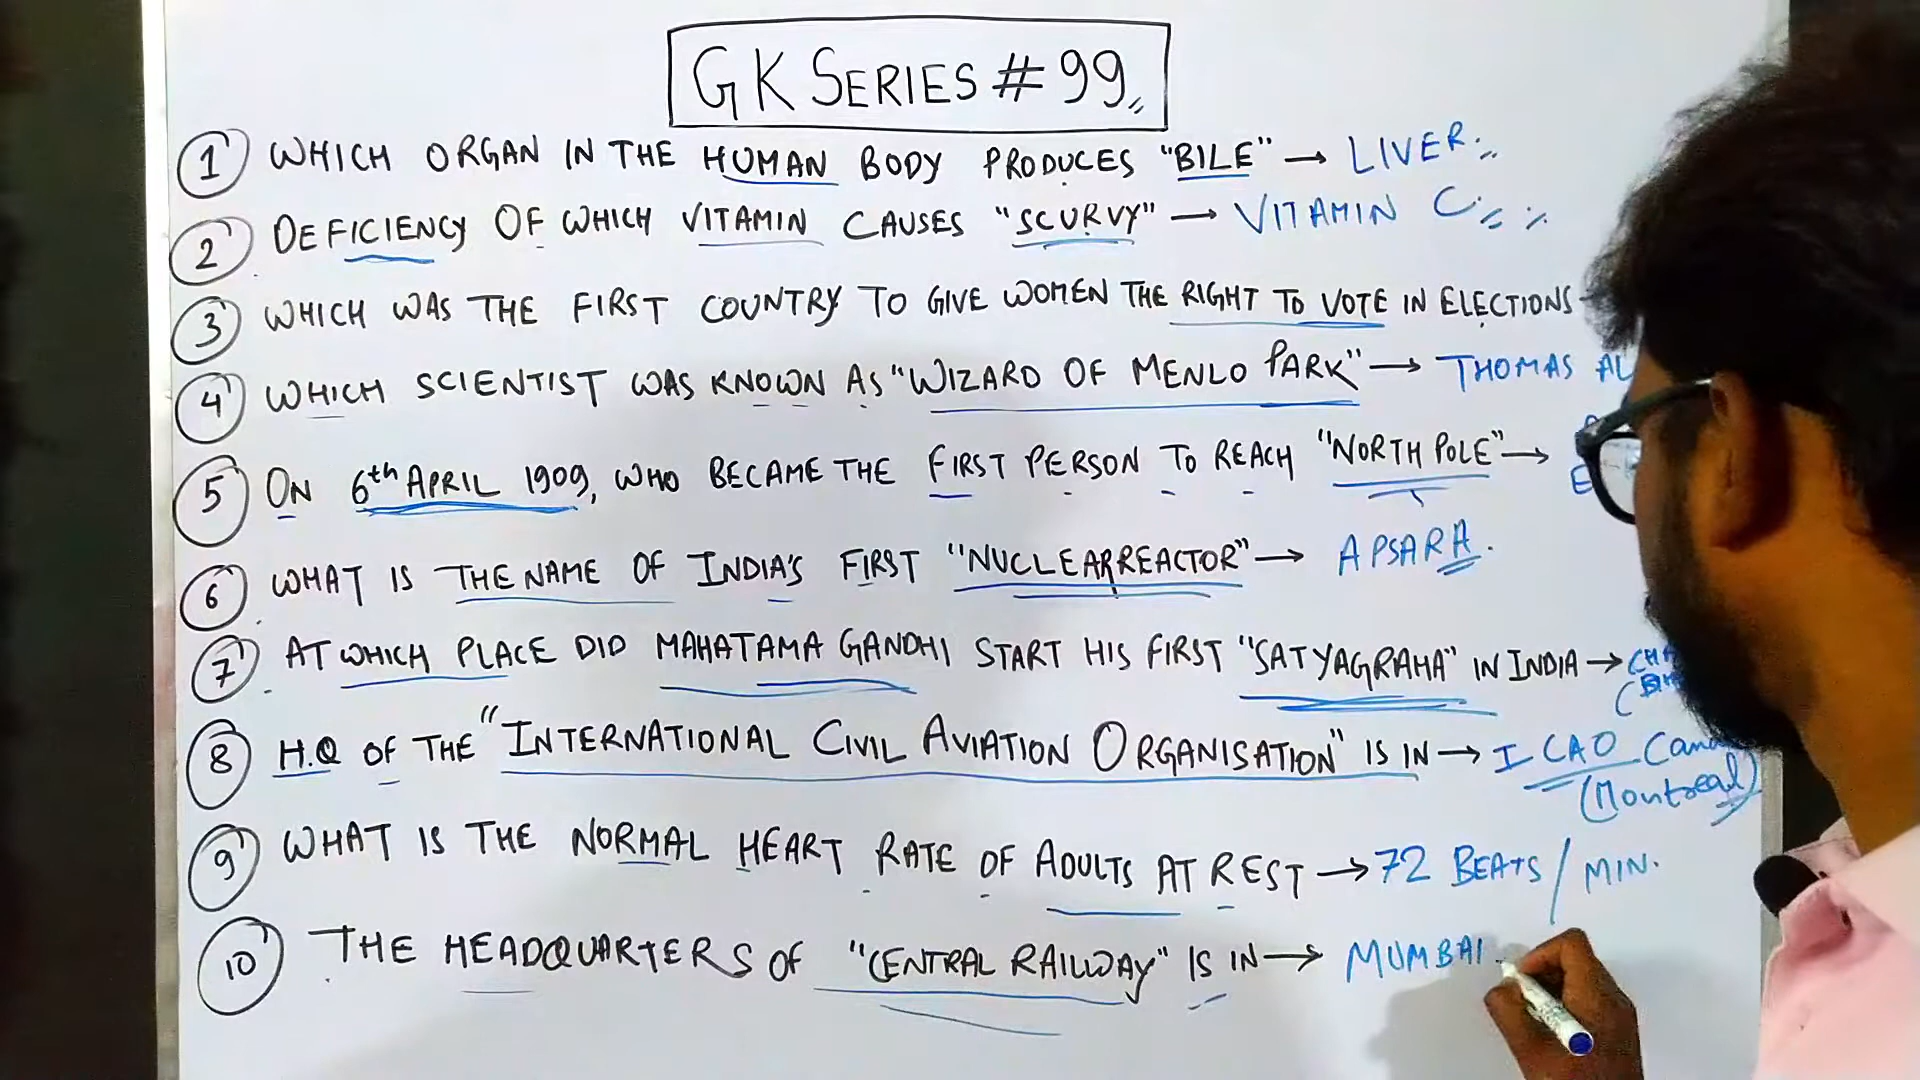 GK SERIES # 99
1 WHICH ORGAN IN THE HUMAN BODY PRODUCES "BILE" → LIVER.
2 DEFICIENCY OF WHICH VITAMIN CAUSES "SCURVY" → VITAMIN C
3 WHICH WAS THE FIRST COUNTRY TO GIVE WOMEN THE RIGHT TO VOTE IN ELECTIONS
4 WHICH SCIENTIST WAS KNOWN AS "WIZARD OF MENLO PARK" → THOMAS
5 ON 6th APRIL 1909, WHO BECAME THE FIRST PERSON TO REACH "NORTH POLE" →
6 WHAT IS THE NAME OF INDIA'S FIRST "NUCLEAR REACTOR" → APSARA.
7 AT WHICH PLACE DID MAHATAMA GANDHI START HIS FIRST "SATYAGRAHA" IN INDIA →
8 H.Q OF THE "INTERNATIONAL CIVIL AVIATION ORGANISATION" IS IN → ICAO
(Montreal)
9 WHAT IS THE NORMAL HEART RATE OF ADULTS AT REST → 72 BEATS / MIN.
10 THE HEADQUARTERS OF "CENTRAL RAILWAY" IS IN → MUMBAI.